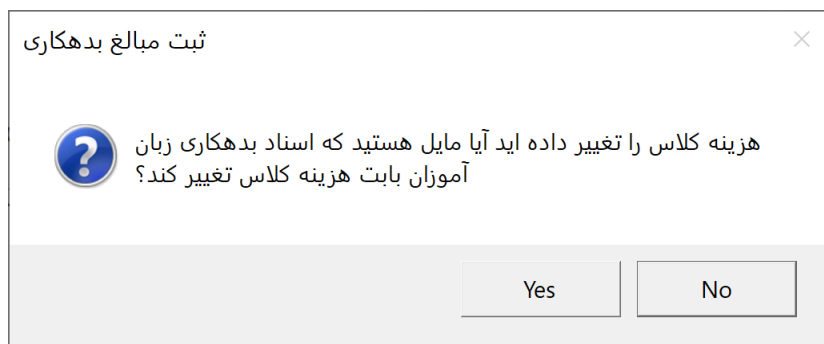 ثبت مبالغ بدهکاری
هزینه کلاس را تغییر داده اید آیا مایل هستید که اسناد بدهکاری زبان
آموزان بابت هزینه کلاس تغییر کند؟
Yes
No